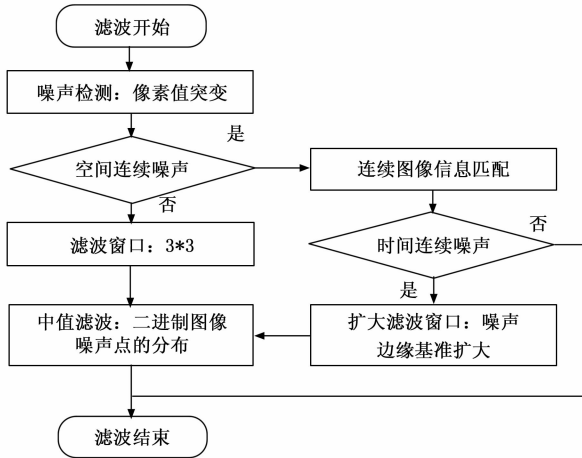 滤波开始
噪声检测：像素值突变
是
空间连续噪声
连续图像信息匹配
否
否
滤波窗口：3*3
时间连续噪声
是
中值滤波：二进制图像
噪声点的分布
扩大滤波窗口：噪声
边缘基准扩大
滤波结束